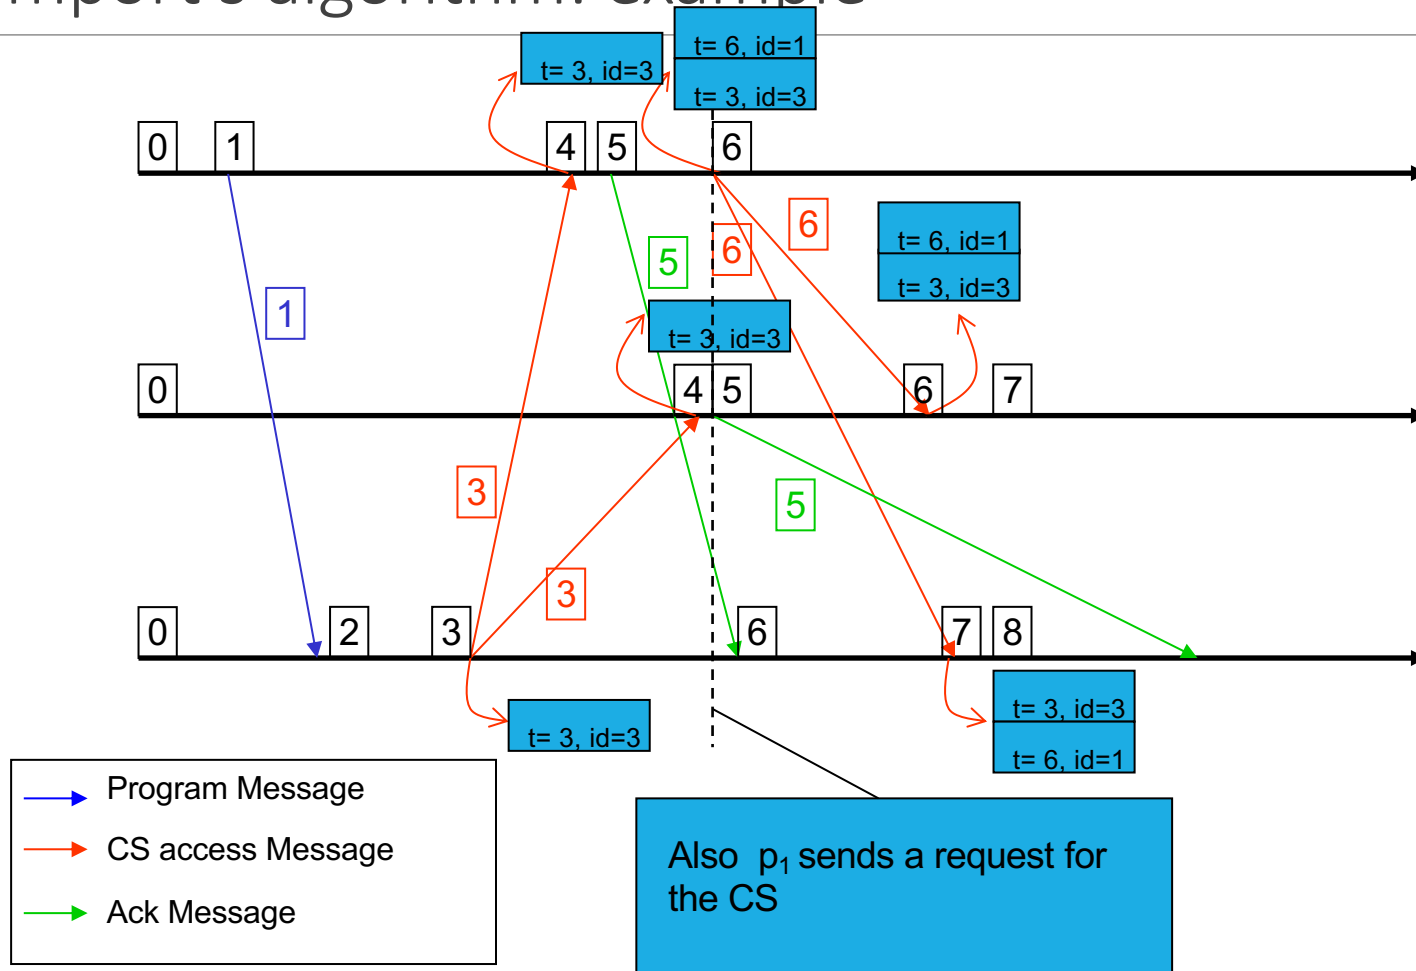 mport's algorithm: example
t= 3, id=3
t= 6, id=1
t= 3, id=3
0
1
4
5
6
6
6
5
1
t= 6, id=1
t= 3, id=3
t= 3, id=3
0
4
5
6
7
3
5
3
0
2
3
6
7
8
t= 3, id=3
t= 3, id=3
t= 6, id=1
Program Message
CS access Message
Ack Message
Also p₁ sends a request for
the CS